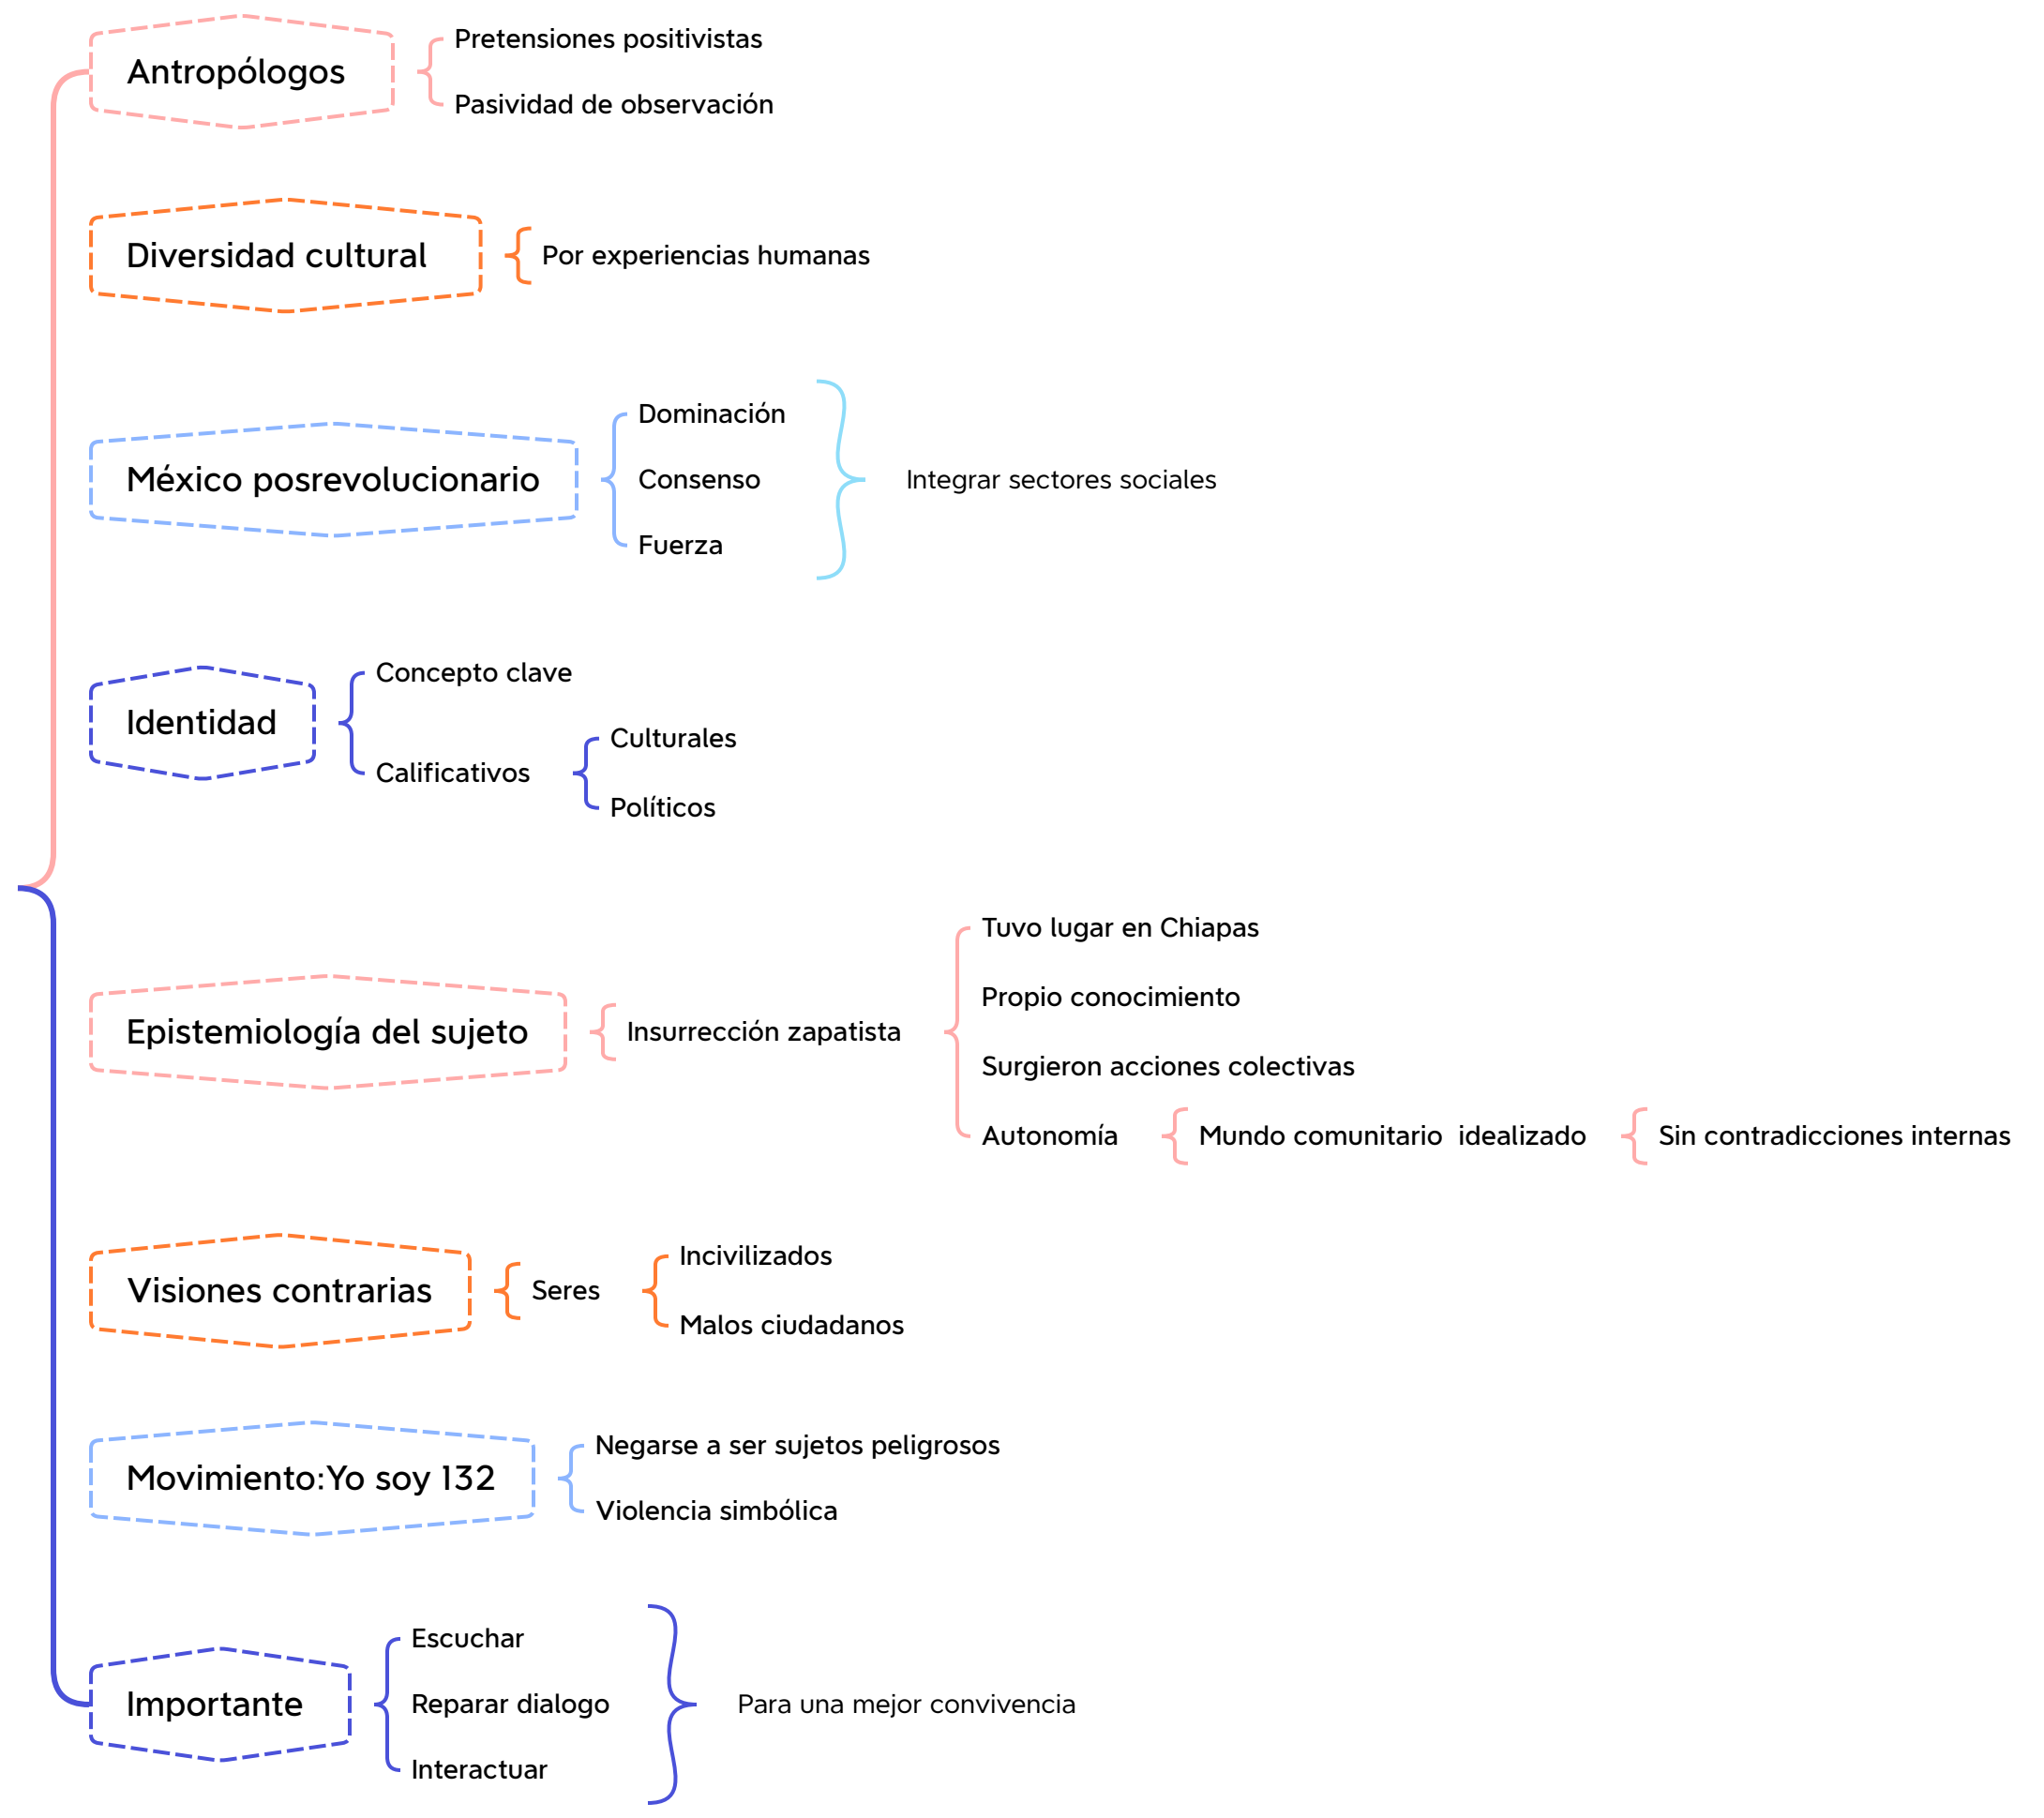 Antropólogos
Pretensiones positivistas
Pasividad de observación
Diversidad cultural
Por experiencias humanas
México posrevolucionario
Dominación
Consenso
Fuerza
Integrar sectores sociales
Identidad
Concepto clave
Calificativos
Culturales
Políticos
Epistemiología del sujeto
Insurrección zapatista
Tuvo lugar en Chiapas
Propio conocimiento
Surgieron acciones colectivas
Autonomía
Mundo comunitario  idealizado
Sin contradicciones internas
Visiones contrarias
Seres
Incivilizados
Malos ciudadanos
Movimiento:Yo soy 132
Negarse a ser sujetos peligrosos
Violencia simbólica
Importante
Escuchar
Reparar dialogo
Interactuar
Para una mejor convivencia